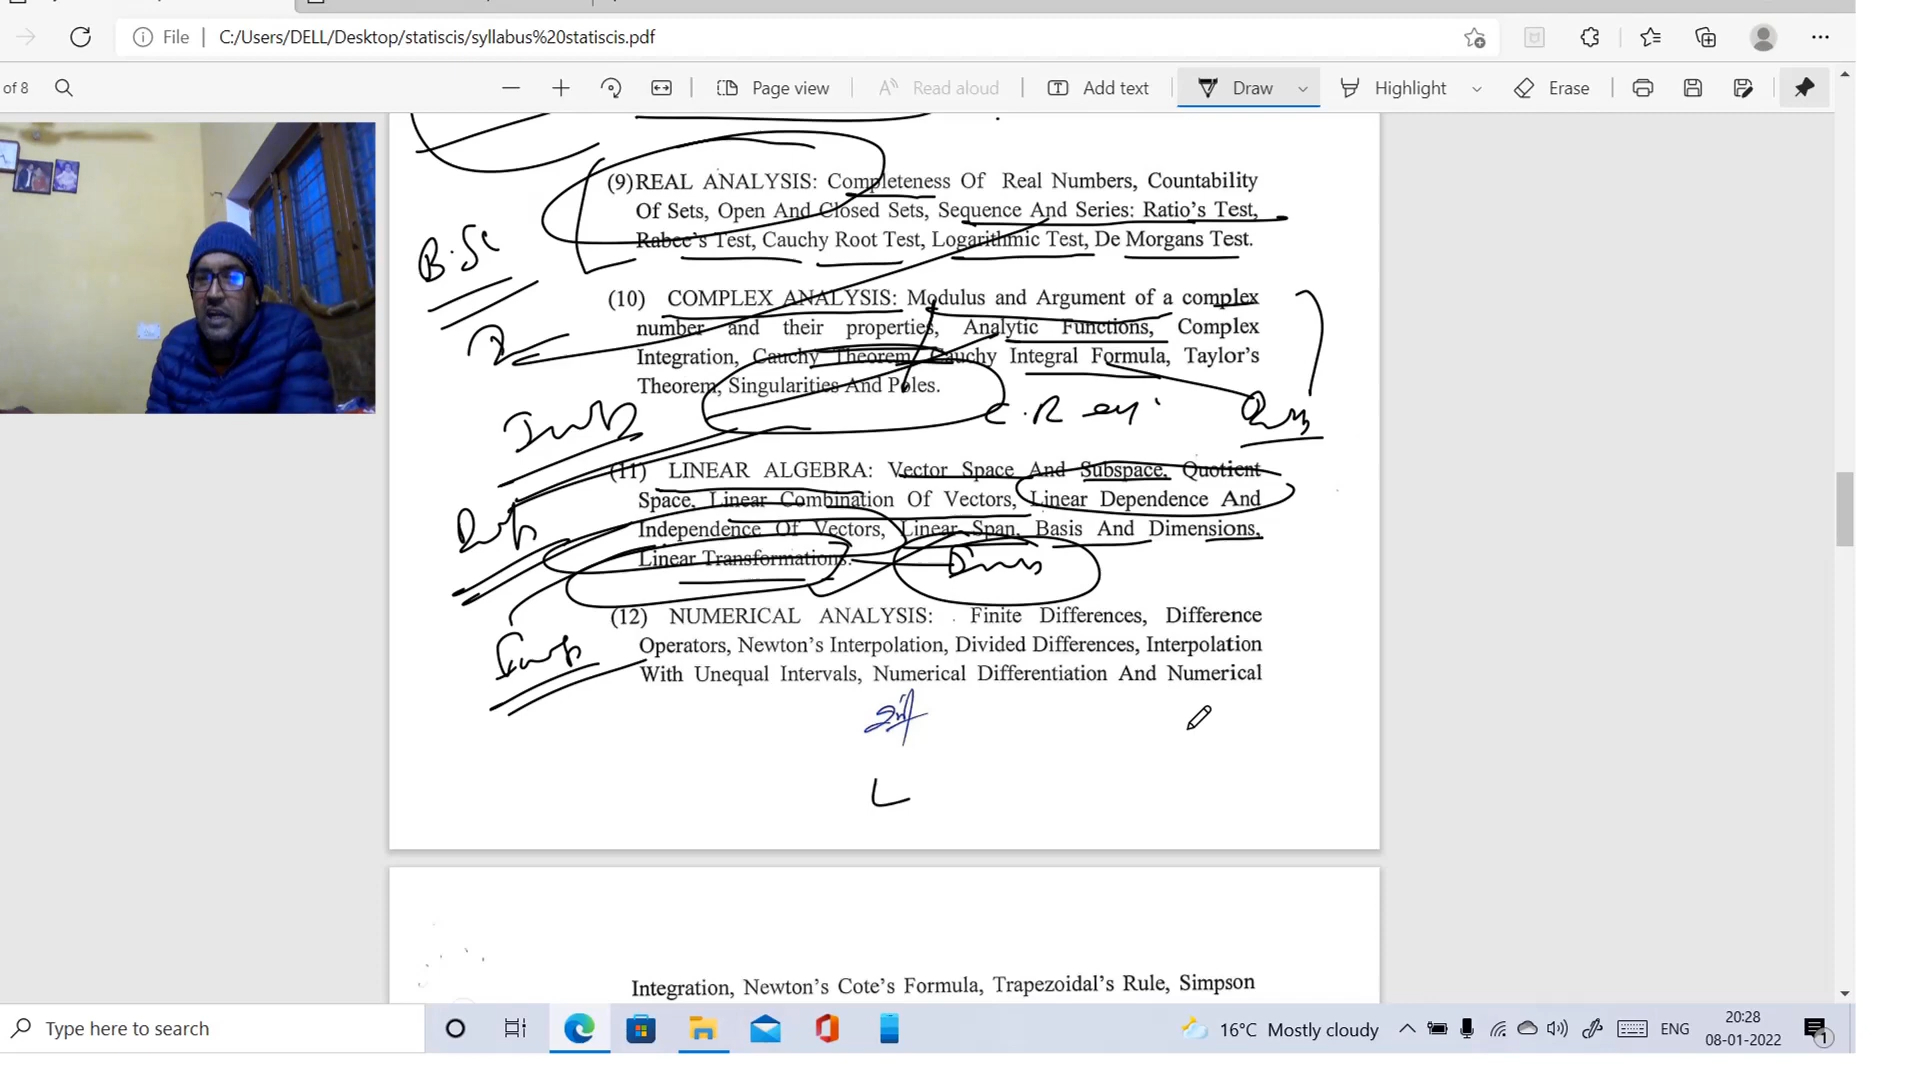 File
C:/Users/DELL/Desktop/statiscis/syllabus%20statiscis.pdf
of 8
Page view
Read aloud
Add text
Draw
Highlight
Erase
(9) REAL ANALYSIS: Completeness Of Real Numbers, Countability
Of Sets, Open And Closed Sets, Sequence And Series: Ratio's Test,
Rabee's Test, Cauchy Root Test, Logarithmic Test, De Morgans Test.
B.Sc
(10) COMPLEX ANALYSIS: Modulus and Argument of a complex
number and their properties, Analytic Functions, Complex
Integration, Cauchy Theorem, Cauchy Integral Formula, Taylor's
Theorem, Singularities And Poles.
C.R eq
(11) LINEAR ALGEBRA: Vector Space And Subspace, Quotient
Space, Linear Combination Of Vectors, Linear Dependence And
Independence Of Vectors, Linear Span, Basis And Dimensions,
Linear Transformations.
(12) NUMERICAL ANALYSIS: Finite Differences, Difference
Operators, Newton's Interpolation, Divided Differences, Interpolation
With Unequal Intervals, Numerical Differentiation And Numerical
L
Integration, Newton's Cote's Formula, Trapezoidal's Rule, Simpson
Type here to search
16°C Mostly cloudy
ENG
20:28
08-01-2022
1